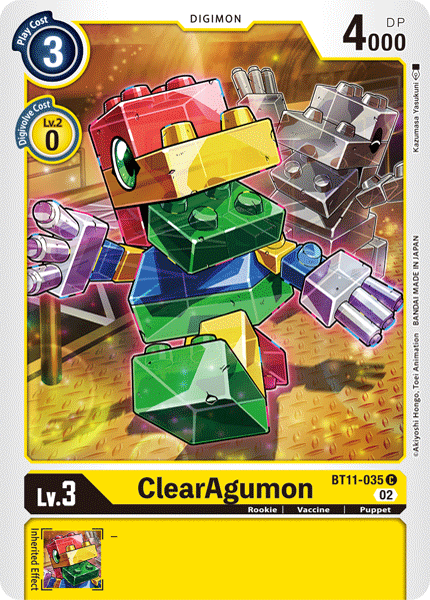 Play Cost
3
DIGIMON
DP
4000
Digivolve Cost
Lv.2
0
Kazumasa Yasukuni
©Akiyoshi Hongo, Toei Animation BANDAI MADE IN JAPAN
Lv.3
ClearAgumon
BT11-035 C
02
Rookie | Vaccine | Puppet
Inherited Effect
–